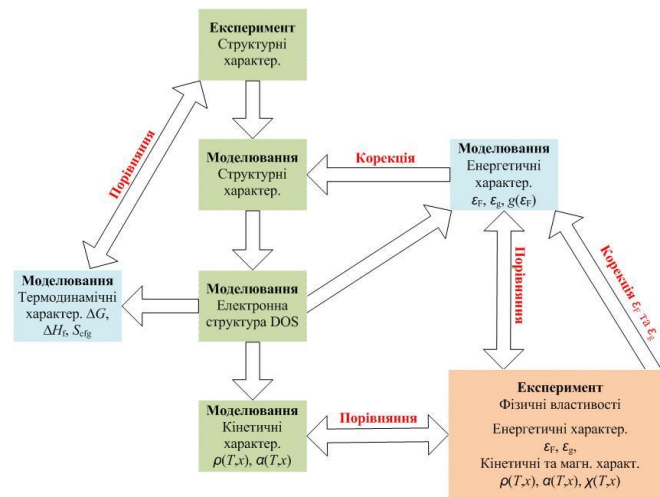 Експеримент
Структурні
характер.
Порівняння
Моделювання
Структурні
характер.
Корекція
Моделювання
Енергетичні
характер.
εF, εg, g(εF)
Моделювання
Термодинамічні
характер. ΔG,
ΔHf, Scfg
Моделювання
Електронна
структура DOS
Порівняння
Корекція εF та εg
Моделювання
Кінетичні
характер.
ρ(T,x), α(T,x)
Порівняння
Експеримент
Фізичні властивості
Енергетичні характер.
εF, εg,
Кінетичні та магн. характ.
ρ(T,x), α(T,x), χ(T,x)